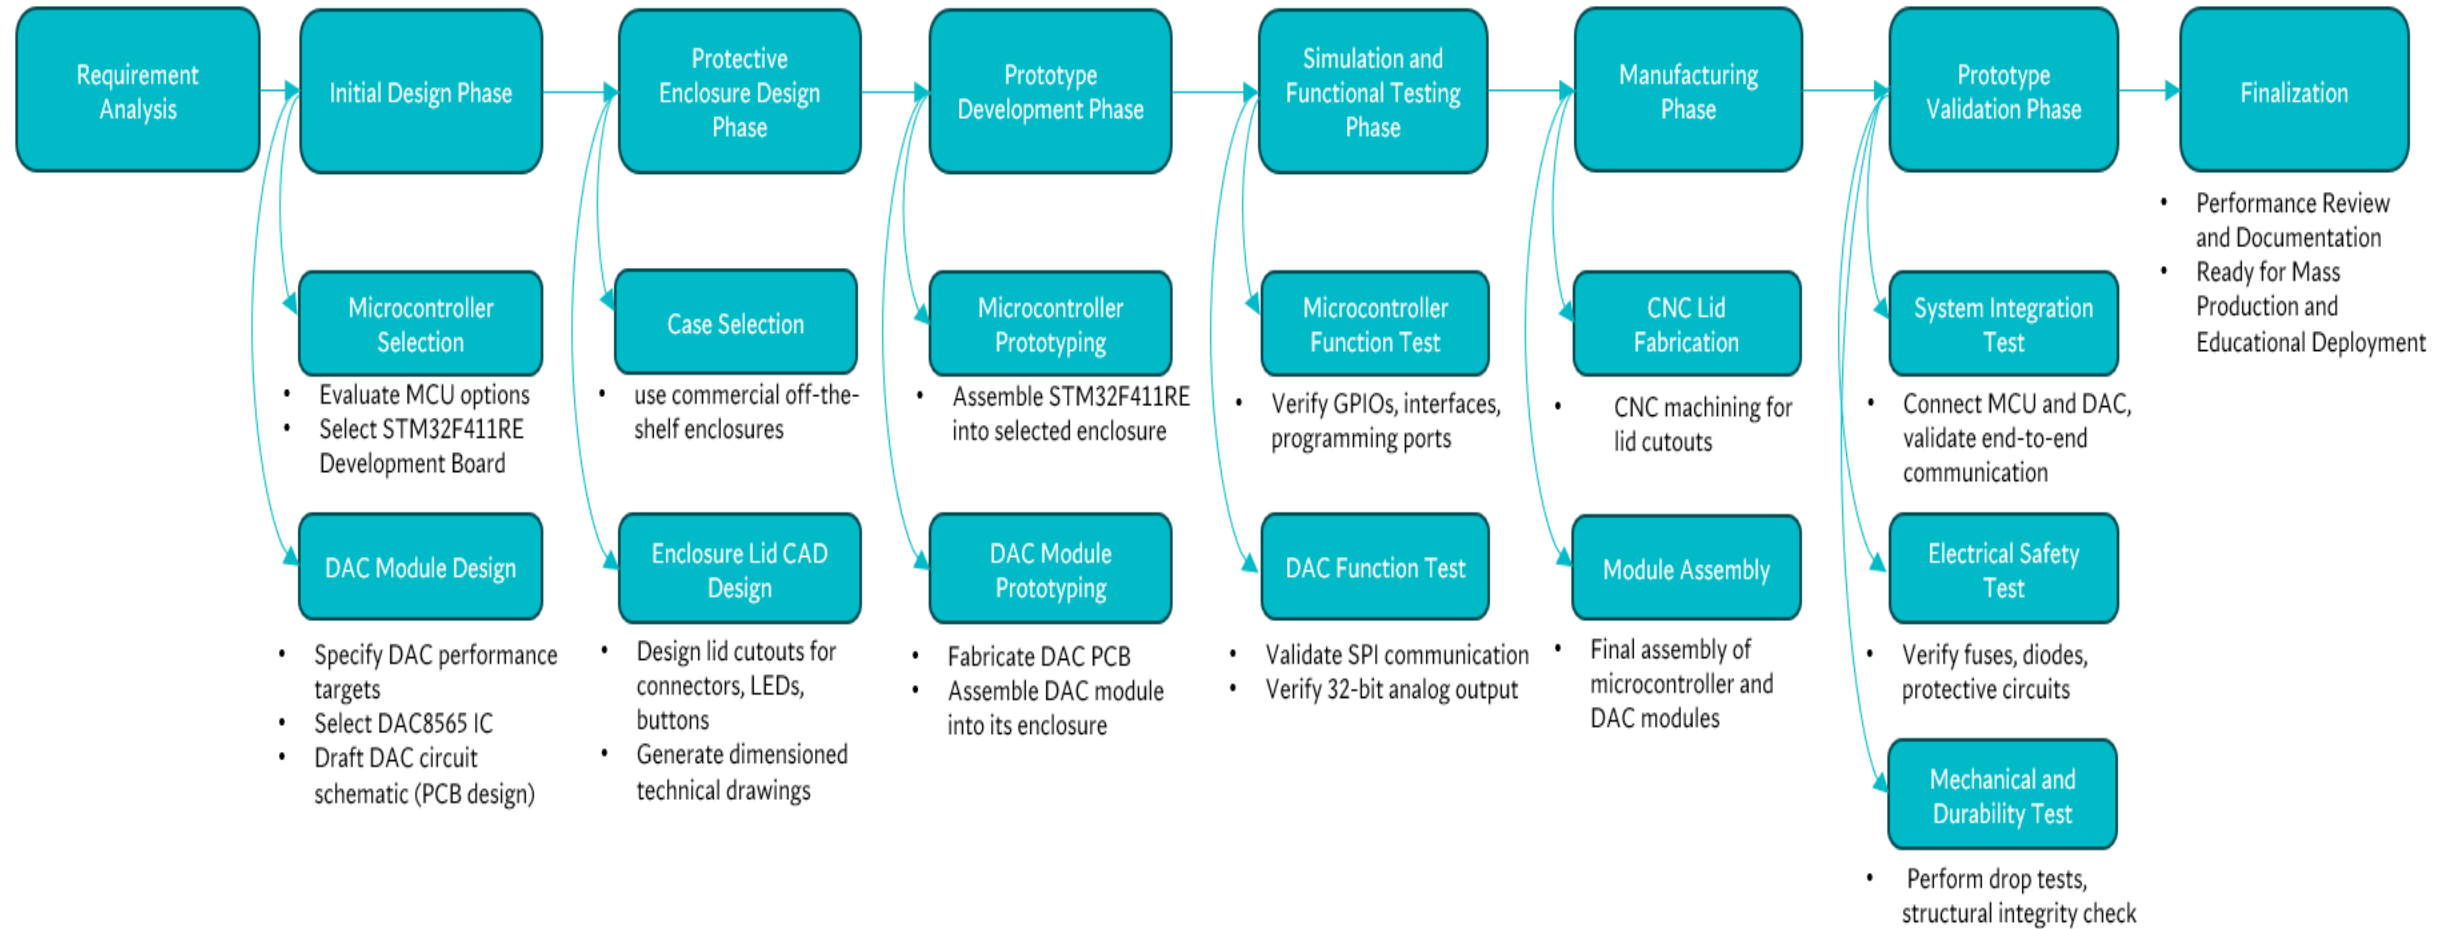 Requirement
Analysis
Initial Design Phase
Microcontroller
Selection
• Evaluate MCU options
• Select STM32F411RE
Development Board
DAC Module Design
• Specify DAC performance
targets
• Select DAC8565 IC
• Draft DAC circuit
schematic (PCB design)
Protective
Enclosure Design
Phase
Case Selection
• use commercial off-the-
shelf enclosures
Enclosure Lid CAD
Design
• Design lid cutouts for
connectors, LEDs,
buttons
• Generate dimensioned
technical drawings
Prototype
Development Phase
Microcontroller
Prototyping
• Assemble STM32F411RE
into selected enclosure
DAC Module
Prototyping
• Fabricate DAC PCB
• Assemble DAC module
into its enclosure
Simulation and
Functional Testing
Phase
Microcontroller
Function Test
• Verify GPIOs, interfaces,
programming ports
DAC Function Test
• Validate SPI communication
• Verify 32-bit analog output
Manufacturing
Phase
CNC Lid
Fabrication
• CNC machining for
lid cutouts
Module Assembly
• Final assembly of
microcontroller and
DAC modules
Prototype
Validation Phase
System Integration
Test
• Connect MCU and DAC,
validate end-to-end
communication
Electrical Safety
Test
• Verify fuses, diodes,
protective circuits
Mechanical and
Durability Test
• Perform drop tests,
structural integrity check
Finalization
• Performance Review
and Documentation
• Ready for Mass
Production and
Educational Deployment